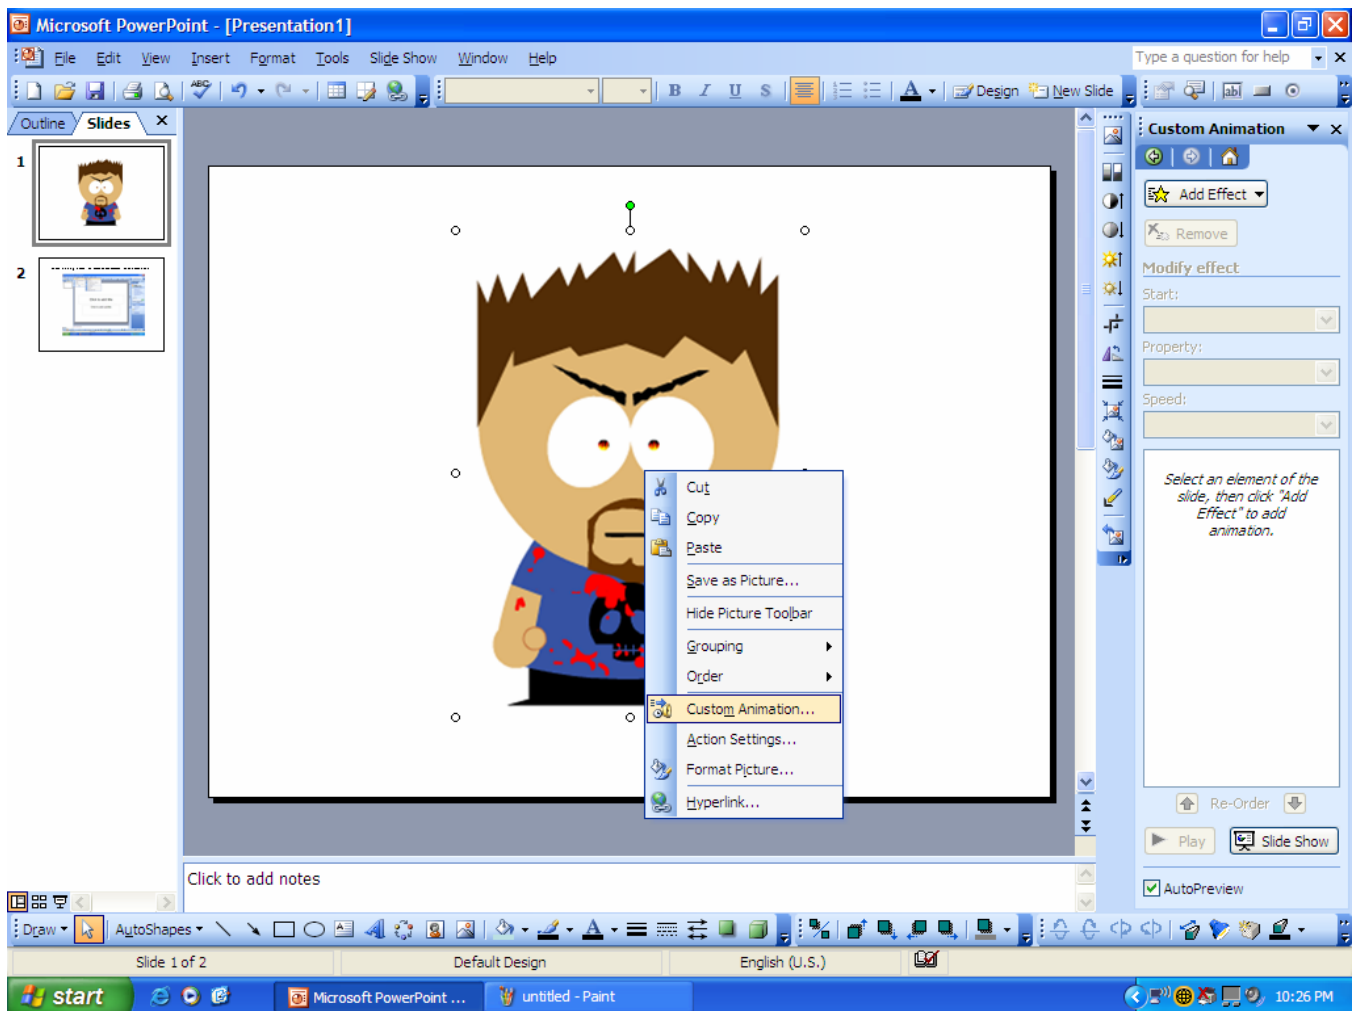 Microsoft PowerPoint - [Presentation1]
File Edit View Insert Format Tools Slide Show Window Help
Type a question for help
ABC
B I U S A Design New Slide ab
Outline Slides
Custom Animation
1
Add Effect
Remove
Modify effect
2
Start:
Property:
Speed:
Select an element of the
slide, then click "Add
Effect" to add
animation.
Cut
Copy
Paste
Save as Picture...
Hide Picture Toolbar
Grouping
Order
Custom Animation...
Action Settings...
Format Picture...
Hyperlink...
Re-Order
Play
Slide Show
AutoPreview
Click to add notes
Draw AutoShapes A A
Slide 1 of 2
Default Design
English (U.S.)
start
Microsoft PowerPoint ...
untitled - Paint
10:26 PM